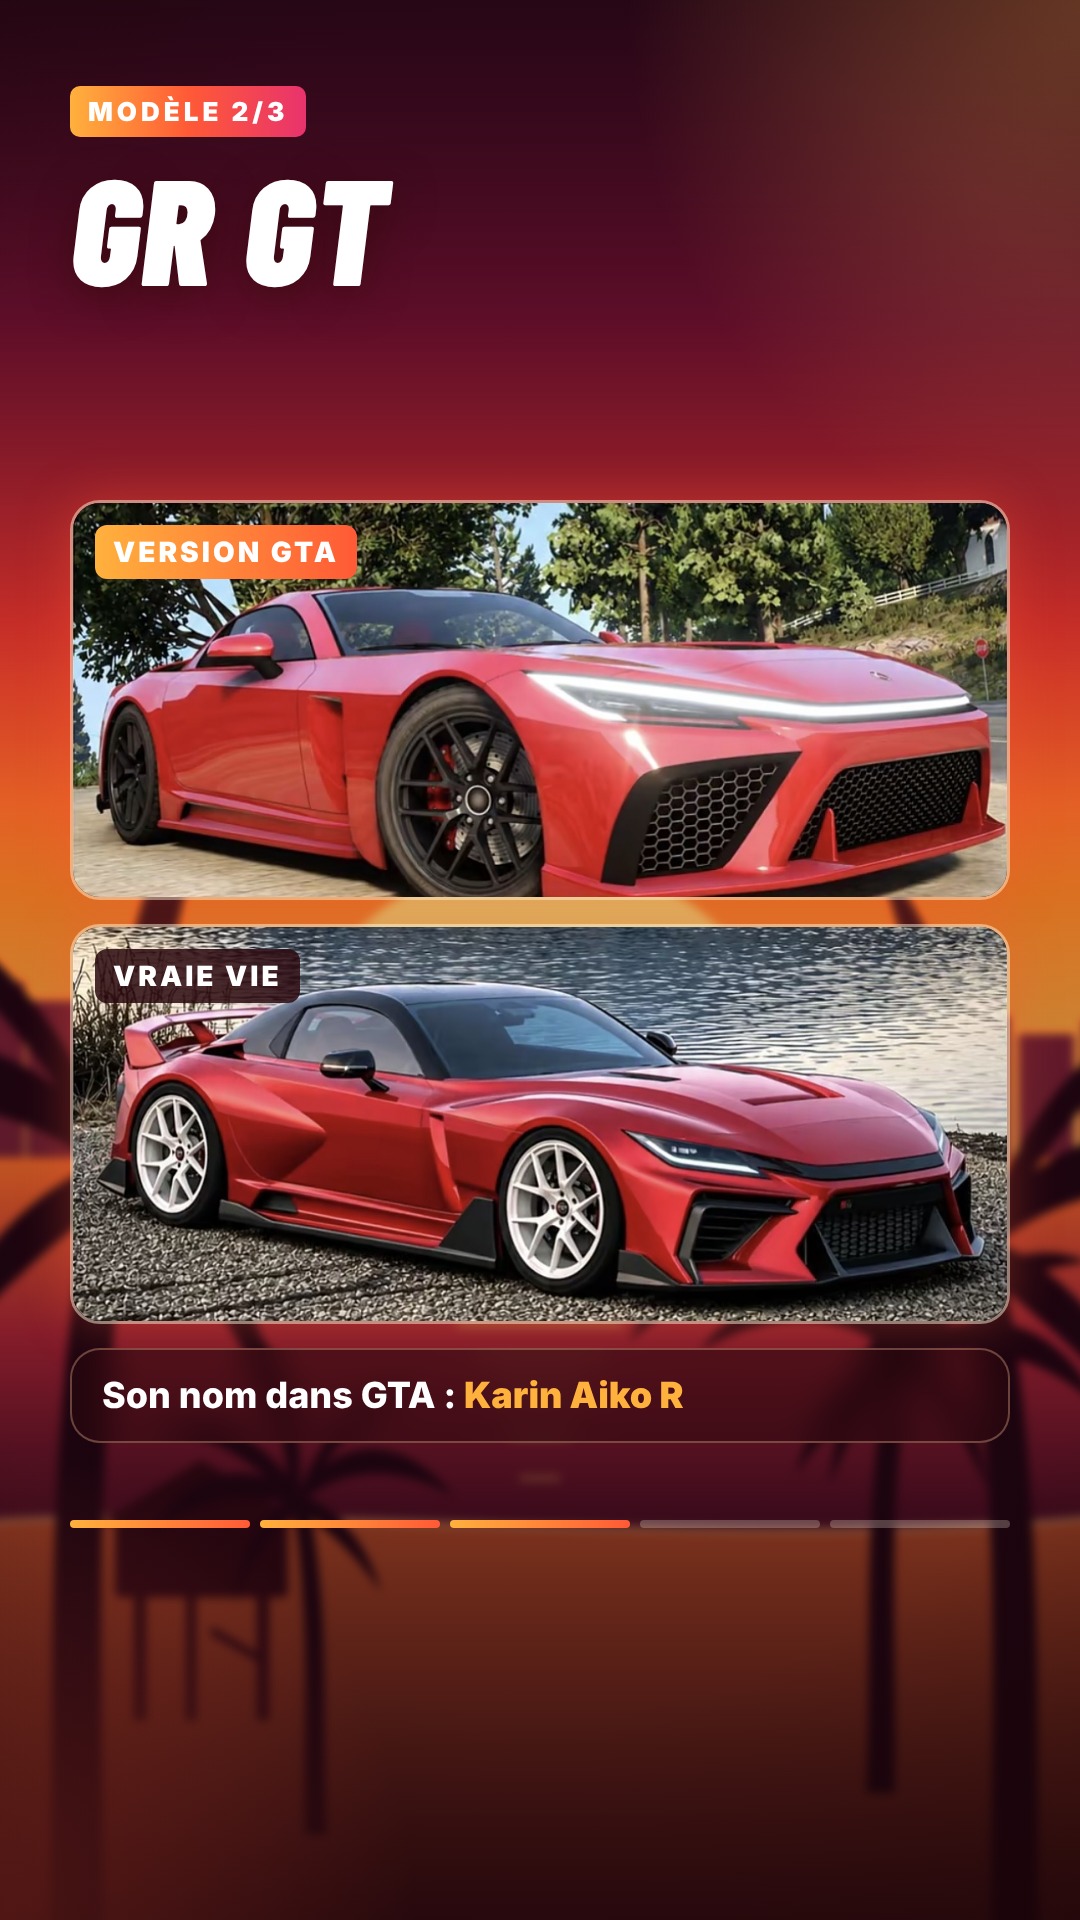 MODÈLE 2/3
GR GT
VERSION GTA
VRAIE VIE
Son nom dans GTA : Karin Aiko R